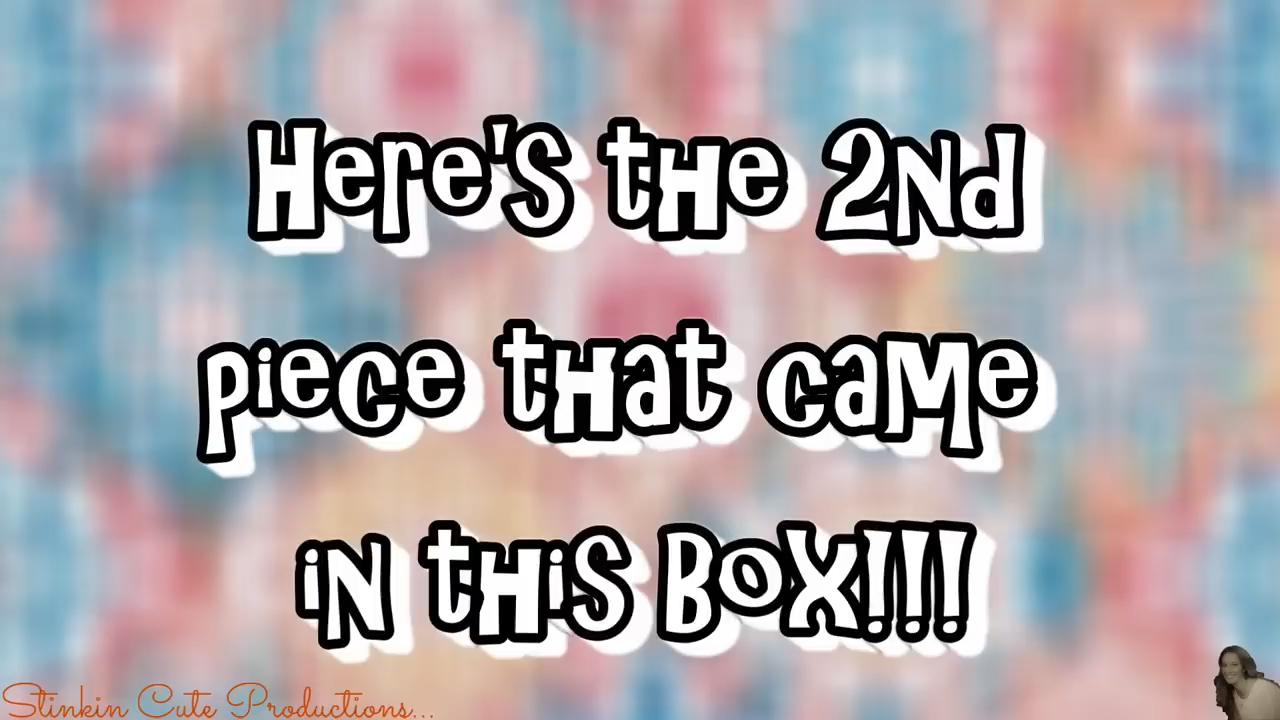 Here's the 2nd
piece that came
in this Box!!!
Stinkin Cute Productions...